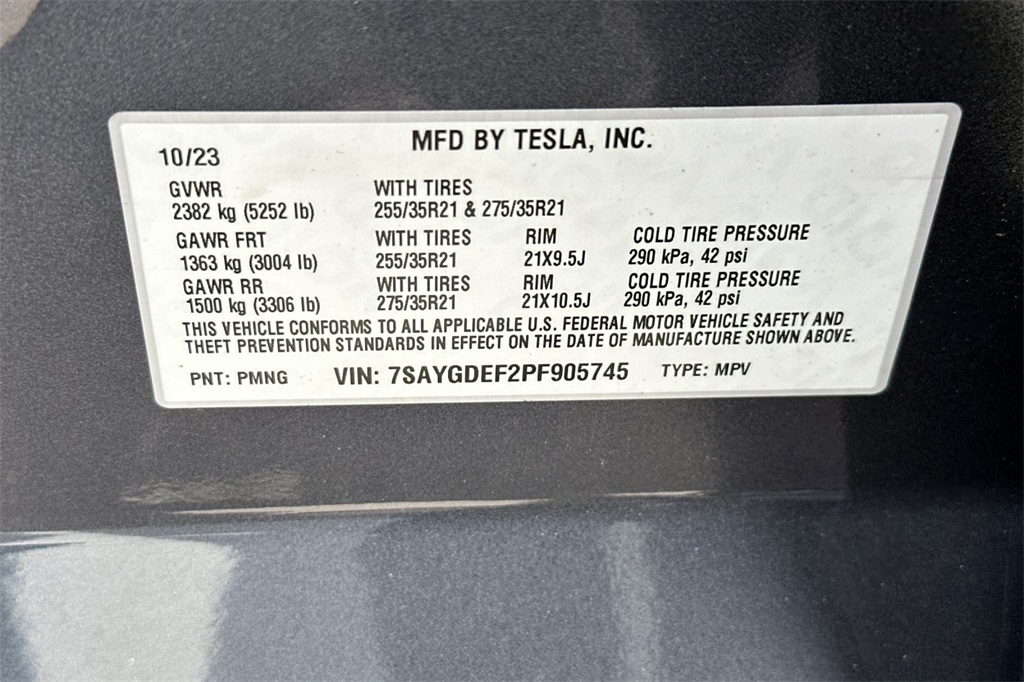 MFD BY TESLA, INC.
10/23
GVWR WITH TIRES
2382 kg (5252 lb) 255/35R21 & 275/35R21
GAWR FRT WITH TIRES RIM COLD TIRE PRESSURE
1363 kg (3004 lb) 255/35R21 21X9.5J 290 kPa, 42 psi
GAWR RR WITH TIRES RIM COLD TIRE PRESSURE
1500 kg (3306 lb) 275/35R21 21X10.5J 290 kPa, 42 psi
THIS VEHICLE CONFORMS TO ALL APPLICABLE U.S. FEDERAL MOTOR VEHICLE SAFETY AND
THEFT PREVENTION STANDARDS IN EFFECT ON THE DATE OF MANUFACTURE SHOWN ABOVE.
PNT: PMNG VIN: 7SAYGDEF2PF905745 TYPE: MPV